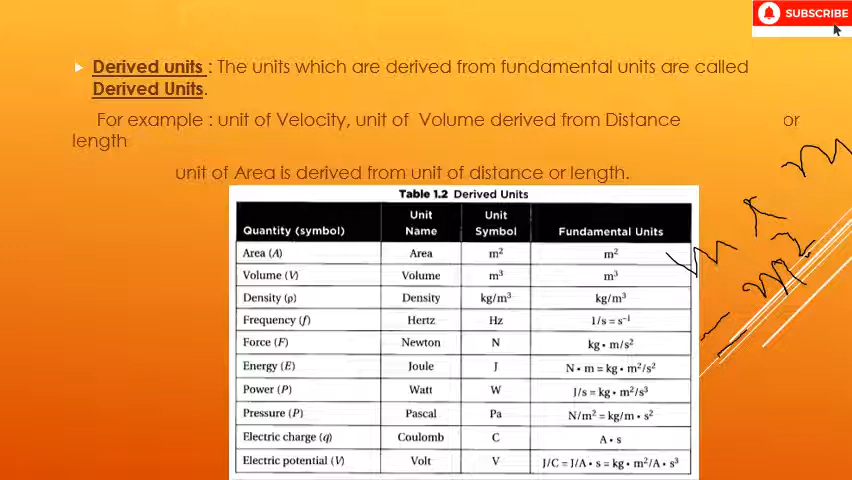 SUBSCRIBE
Derived units : The units which are derived from fundamental units are called
Derived Units.
For example : unit of Velocity, unit of Volume derived from Distance or
length
unit of Area is derived from unit of distance or length.
Table 1.2 Derived Units
Quantity (symbol) Unit Name Unit Symbol Fundamental Units
Area (A) Area m² m²
Volume (V) Volume m³ m³
Density (ρ) Density kg/m³ kg/m³
Frequency (f) Hertz Hz 1/s = s⁻¹
Force (F) Newton N kg • m/s²
Energy (E) Joule J N • m = kg • m²/s²
Power (P) Watt W J/s = kg • m²/s³
Pressure (P) Pascal Pa N/m² = kg/m • s²
Electric charge (q) Coulomb C A • s
Electric potential (V) Volt V J/C = J/A • s = kg • m²/A • s³
m × m
= m²